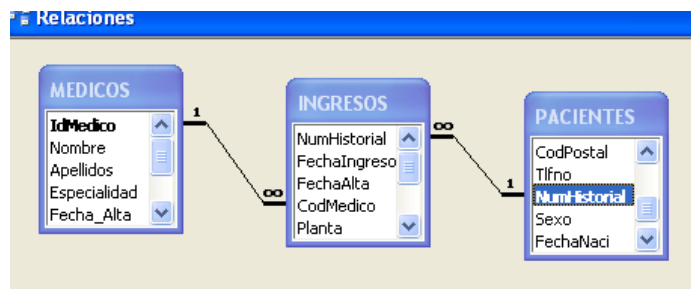 Relaciones
MEDICOS
IdMedico
Nombre
Apellidos
Especialidad
Fecha_Alta
1
∞
INGRESOS
NumHistorial
FechaIngreso
FechaAlta
CodMedico
Planta
∞
1
PACIENTES
CodPostal
Tlfno
NumHistorial
Sexo
FechaNaci